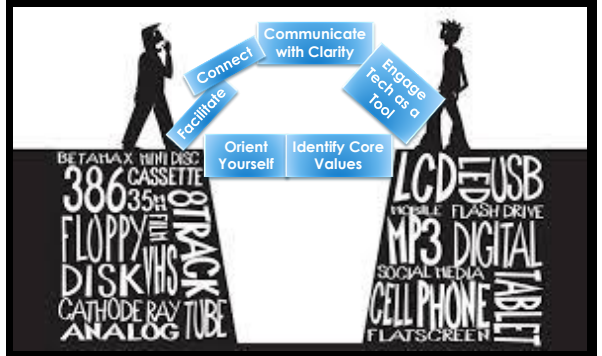 Communicate
with Clarity
Connect
Facilitate
Engage
Tech as a
Tool
Orient
Yourself
Identify Core
Values
BETAMAX MINI DISC
386 CASSETTE
35mm FILM
8TRACK
FLOPPY
DISK VHS
CATHODE RAY TUBE
ANALOG
LCD LED USB
MOBILE FLASH DRIVE
MP3 DIGITAL
SOCIAL MEDIA
CELL PHONE
TABLET
FLATSCREEN